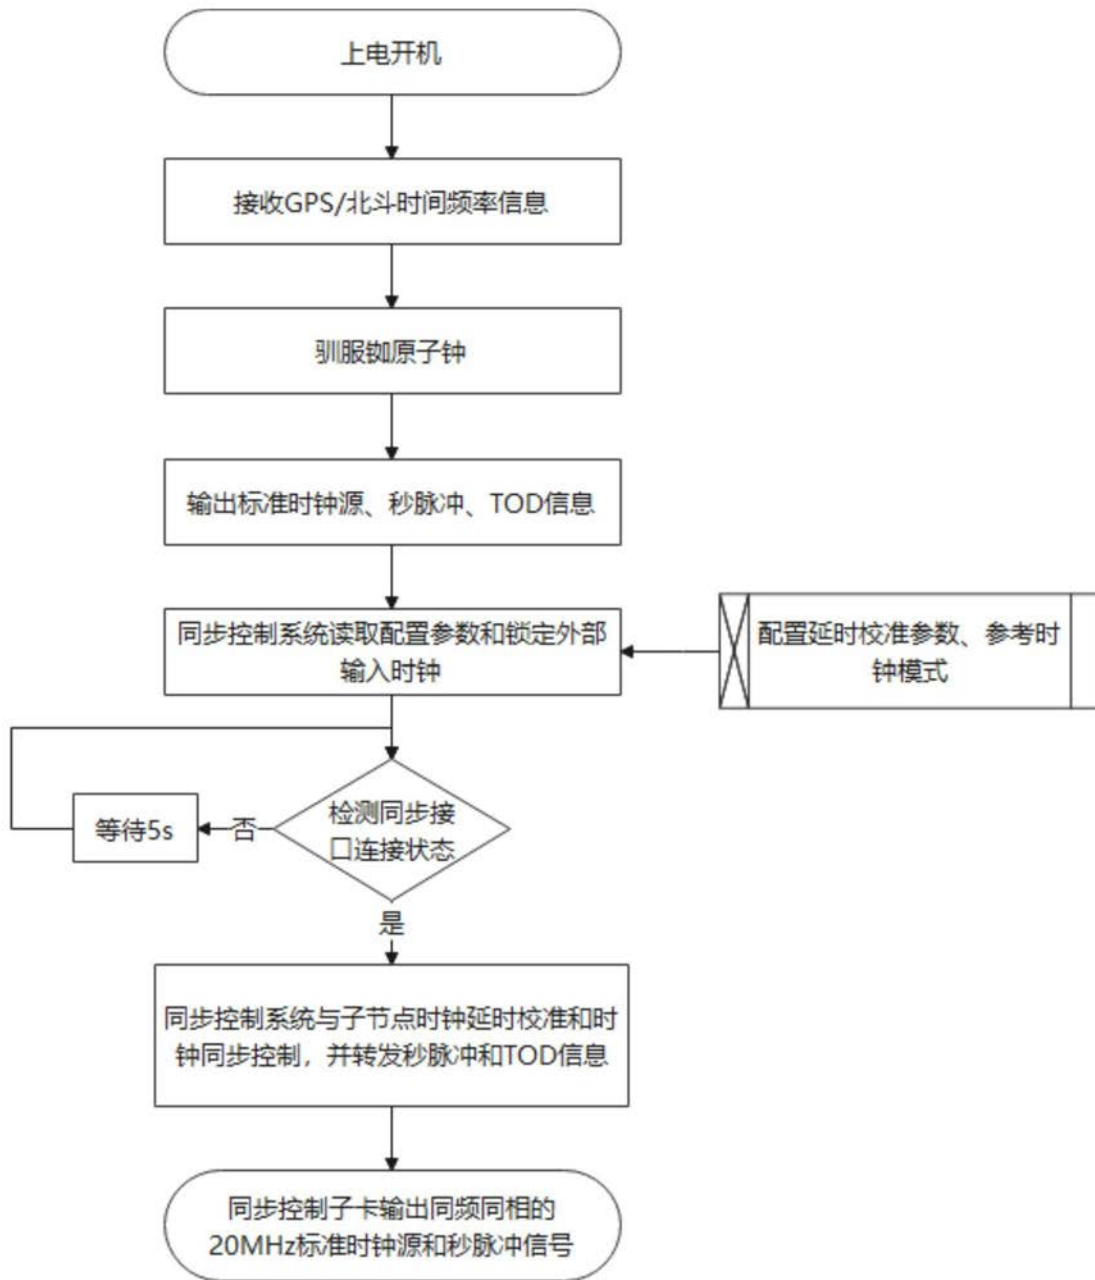 上电开机
接收GPS/北斗时间频率信息
驯服铷原子钟
输出标准时钟源、秒脉冲、TOD信息
同步控制系统读取配置参数和锁定外部
输入时钟
配置延时校准参数、参考时
钟模式
检测同步接
口连接状态
否
等待5s
是
同步控制系统与子节点时钟延时校准和时
钟同步控制，并转发秒脉冲和TOD信息
同步控制子卡输出同频同相的
20MHz标准时钟源和秒脉冲信号